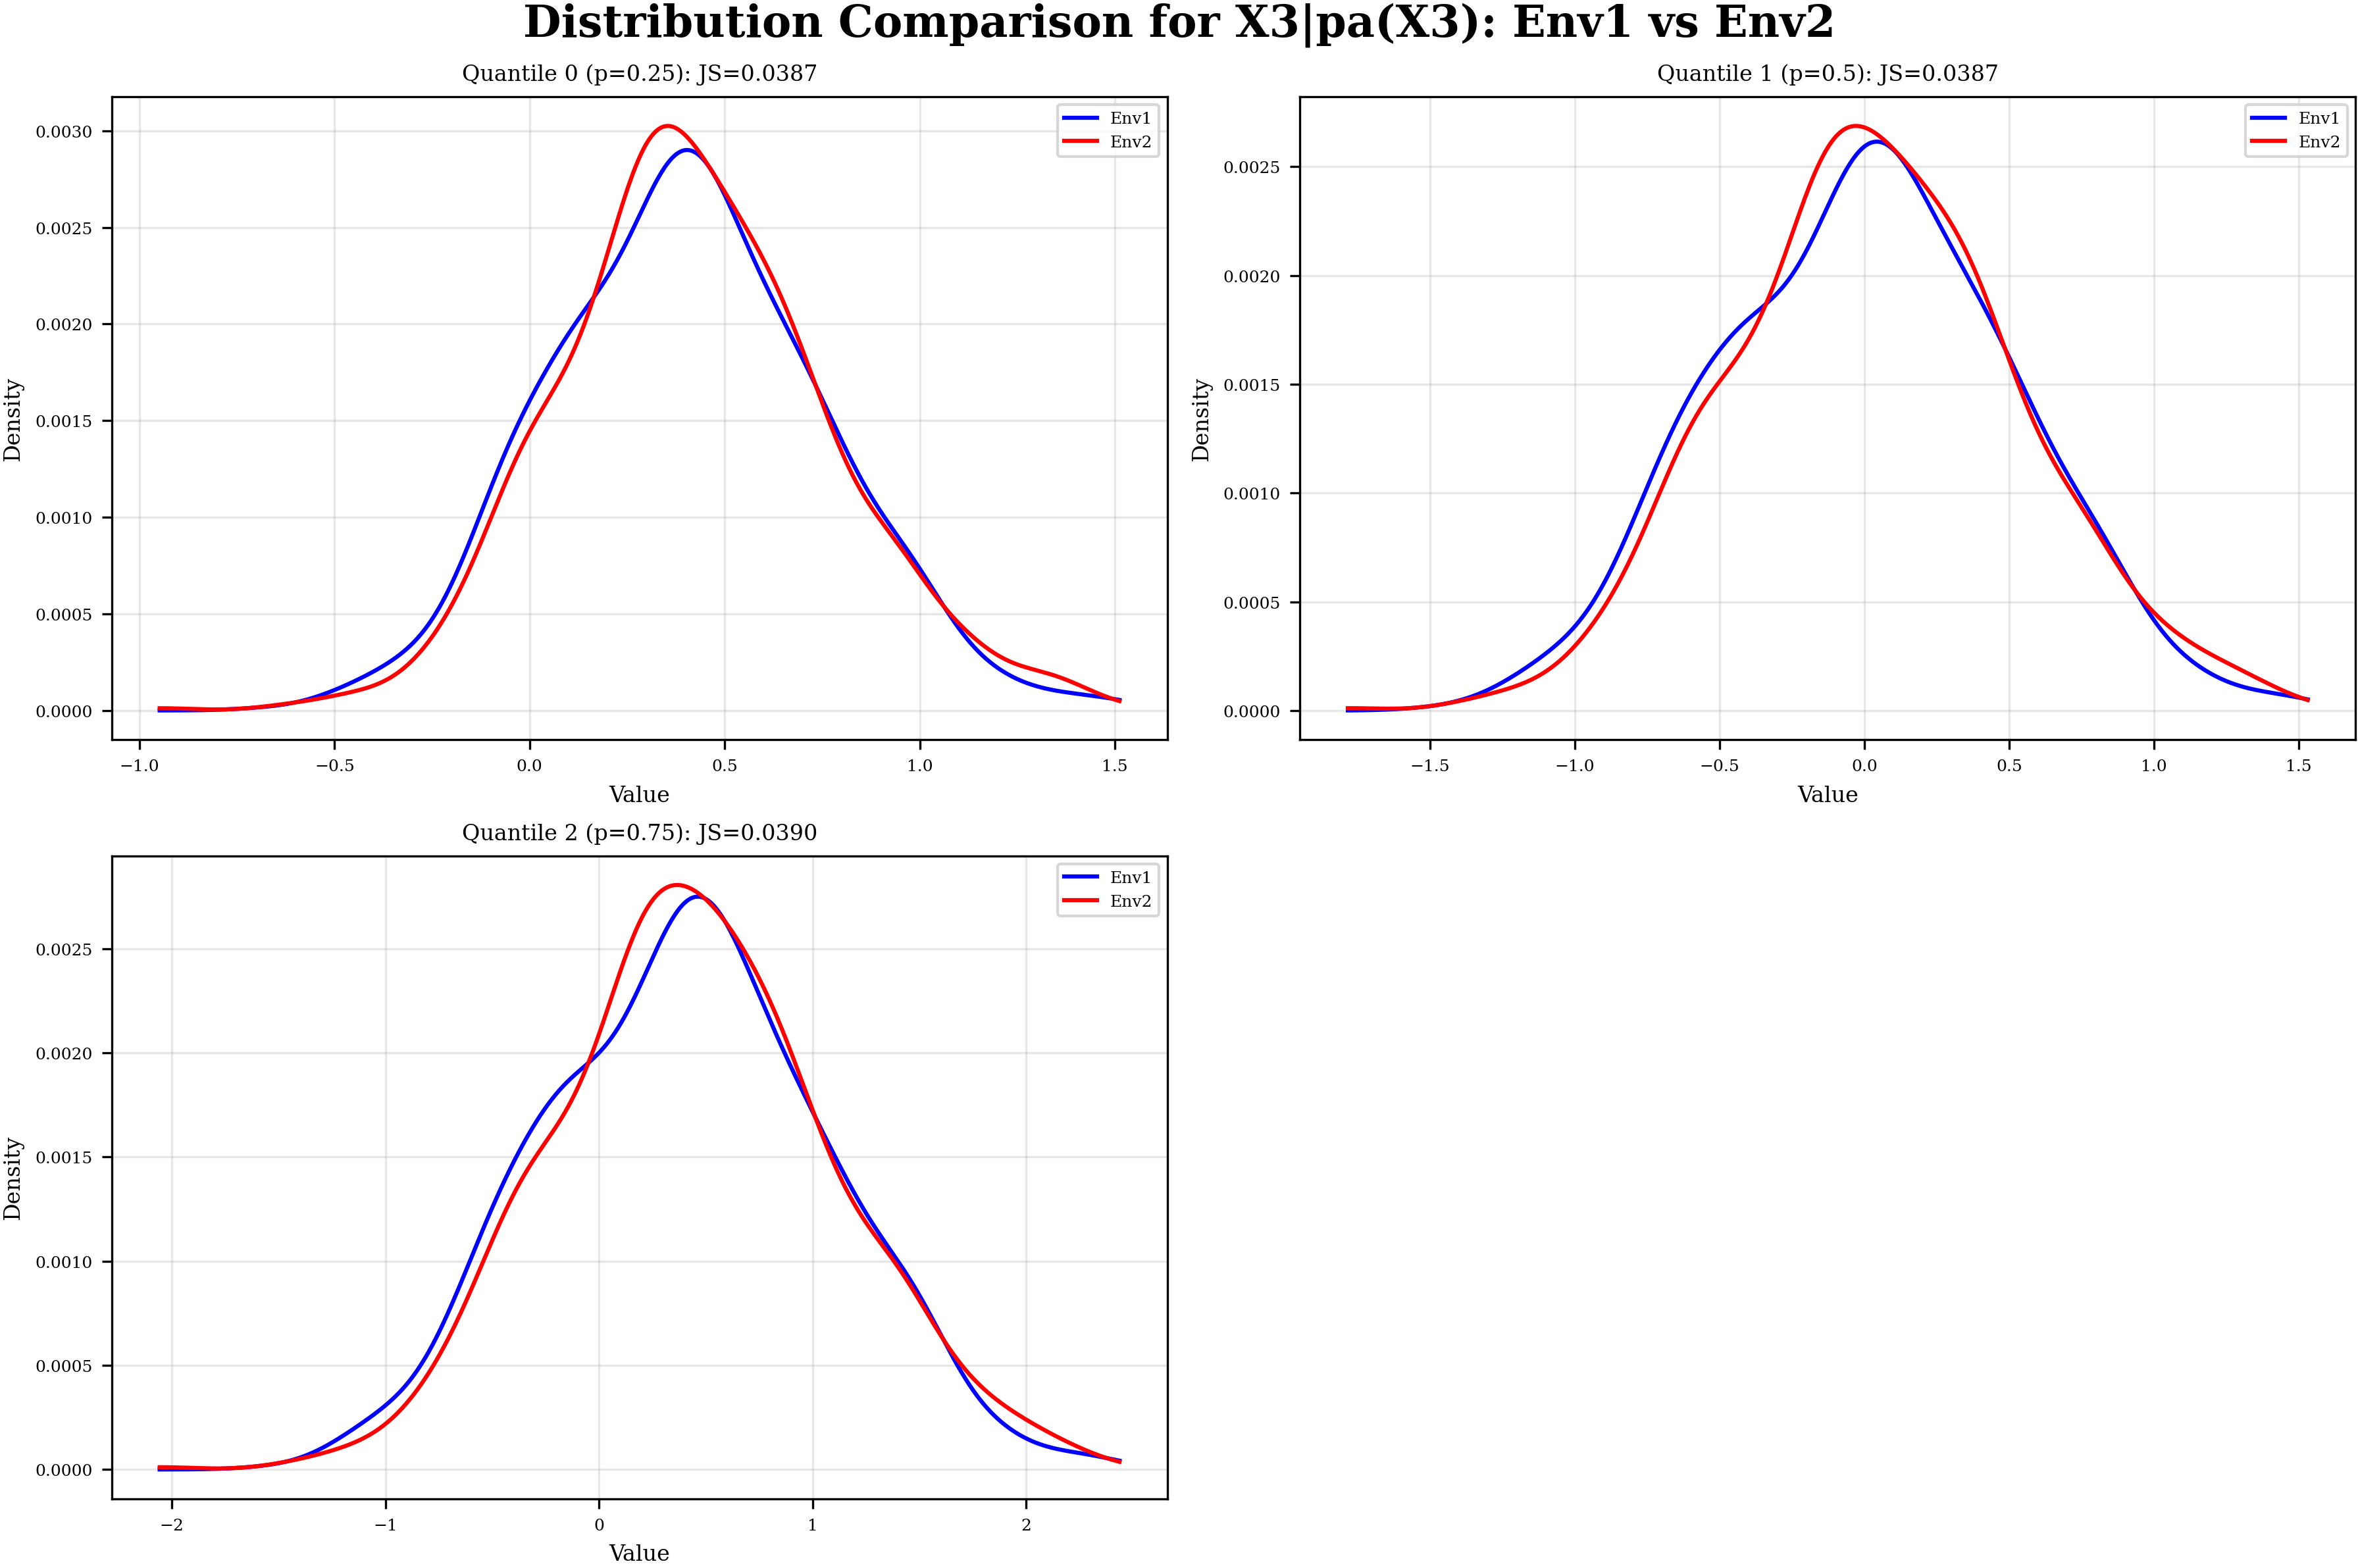 Distribution Comparison for X3|pa(X3): Env1 vs Env2
Quantile 0 (p=0.25): JS=0.0387
Env1
Env2
0.0030
0.0025
0.0020
0.0015
0.0010
0.0005
0.0000
Density
−1.0 −0.5 0.0 0.5 1.0 1.5
Value
Quantile 1 (p=0.5): JS=0.0387
Env1
Env2
0.0025
0.0020
0.0015
0.0010
0.0005
0.0000
Density
−1.5 −1.0 −0.5 0.0 0.5 1.0 1.5
Value
Quantile 2 (p=0.75): JS=0.0390
Env1
Env2
0.0025
0.0020
0.0015
0.0010
0.0005
0.0000
Density
−2 −1 0 1 2
Value